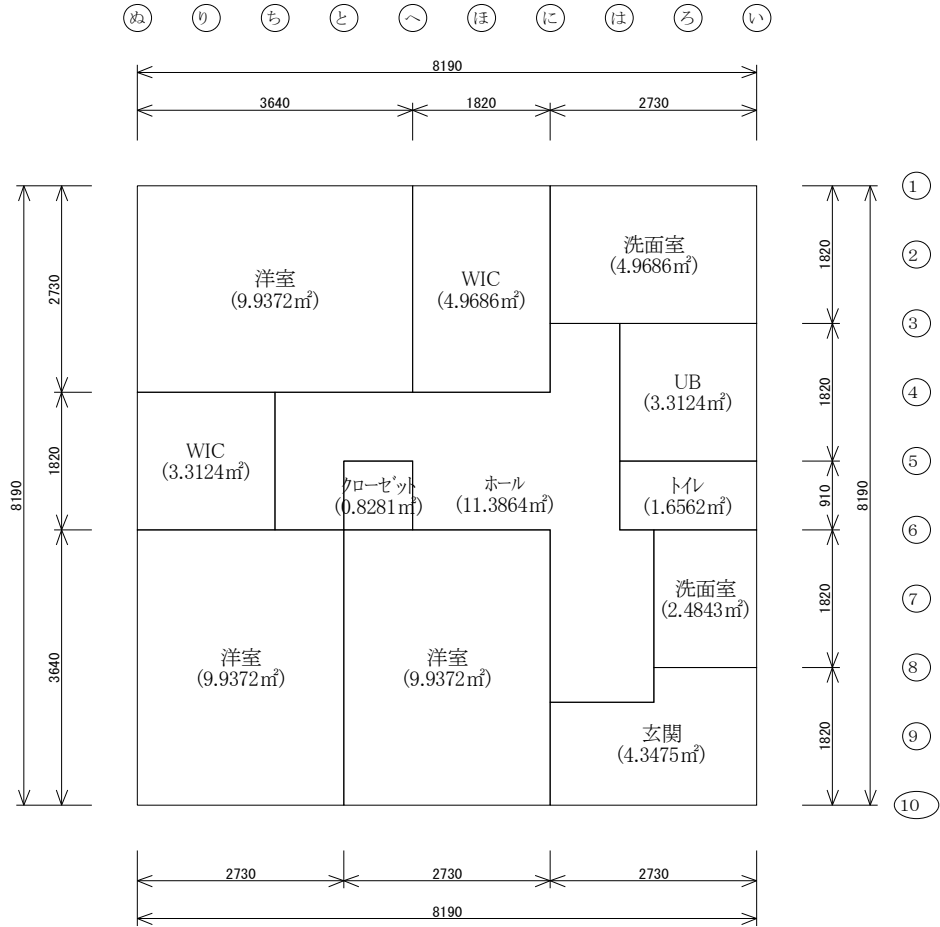 ぬ り ち と へ ほ に は ろ い
8190
3640 1820 2730
洋室
(9.9372㎡)
WIC
(4.9686㎡)
洗面室
(4.9686㎡)
UB
(3.3124㎡)
WIC
(3.3124㎡)
クローゼット
(0.8281㎡)
ホール
(11.3864㎡)
トイレ
(1.6562㎡)
洗面室
(2.4843㎡)
洋室
(9.9372㎡)
洋室
(9.9372㎡)
玄関
(4.3475㎡)
8190
2730
1820
3640
1820
1820
910
1820
1820
8190
1
2
3
4
5
6
7
8
9
10
2730 2730 2730
8190